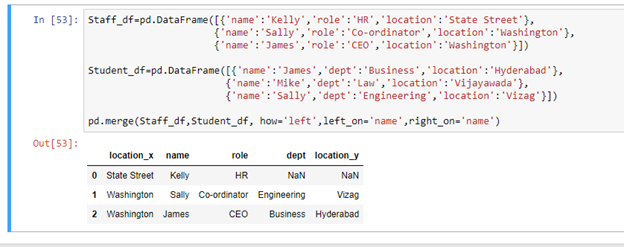 In [53]: Staff_df=pd.DataFrame([{'name':'Kelly','role':'HR','location':'State Street'},
{'name':'Sally','role':'Co-ordinator','location':'Washington'},
{'name':'James','role':'CEO','location':'Washington'}])
Student_df=pd.DataFrame([{'name':'James','dept':'Business','location':'Hyderabad'},
{'name':'Mike','dept':'Law','location':'Vijayawada'},
{'name':'Sally','dept':'Engineering','location':'Vizag'}])
pd.merge(Staff_df,Student_df, how='left',left_on='name',right_on='name')
Out[53]:
location_x name role dept location_y
0 State Street Kelly HR NaN NaN
1 Washington Sally Co-ordinator Engineering Vizag
2 Washington James CEO Business Hyderabad